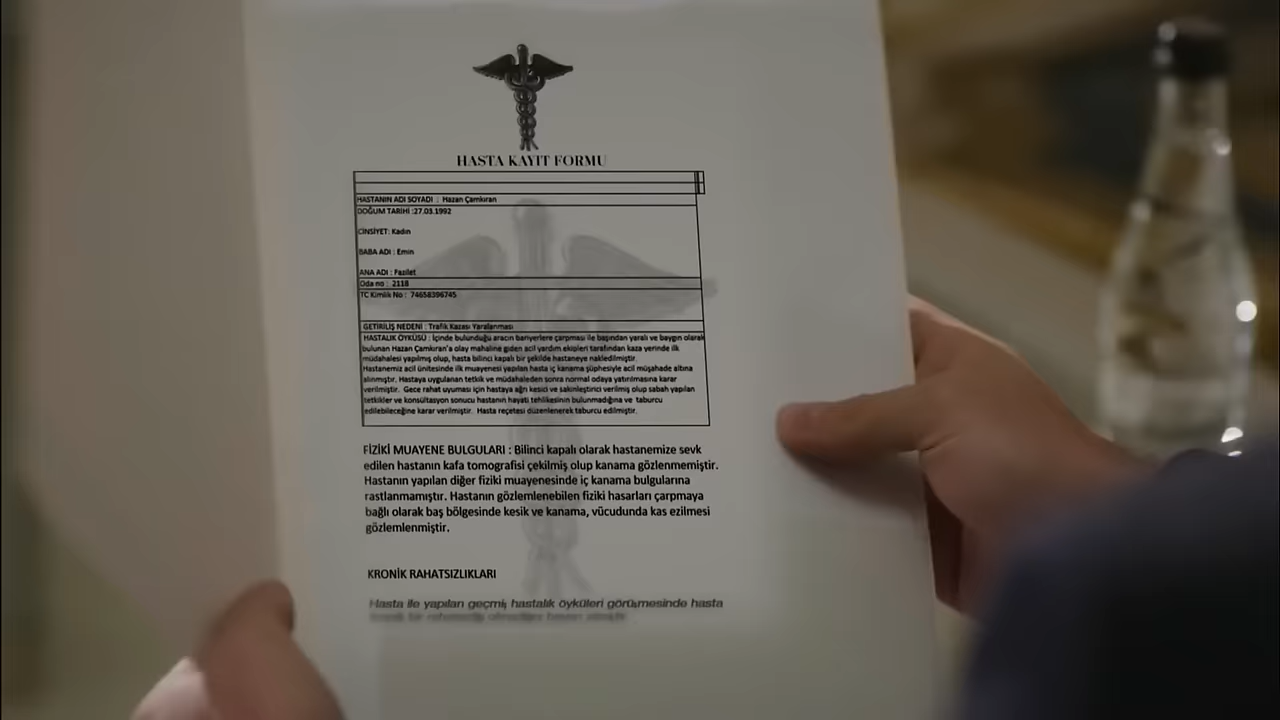 HASTA KAYIT FORMU
HASTANIN ADI SOYADI : Hazan Çamkıran
DOĞUM TARİHİ :27.03.1992
CİNSİYET: Kadın
BABA ADI : Emin
ANA ADI : Fazilet
Oda no : 2118
TC Kimlik No : 74658396745
GETİRİLİŞ NEDENİ : Trafik Kazası Yaralanması
HASTALIK ÖYKÜSÜ : İçinde bulunduğu aracın bariyerlere çarpması ile başından yaralı ve baygın olarak
bulunan Hazan Çamkıran'a olay mahaline giden acil yardım ekipleri tarafından kaza yerinde ilk
müdahalesi yapılmış olup, hasta bilinci kapalı bir şekilde hastaneye nakledilmiştir.
Hastanemiz acil ünitesinde ilk muayenesi yapılan hasta iç kanama şüphesiyle acil müşahade altına
alınmıştır. Hastaya uygulanan tetkik ve müdahaleden sonra normal odaya yatırılmasına karar
verilmiştir. Gece rahat uyuması için hastaya ağrı kesici ve sakinleştirici verilmiş olup sabah yapılan
tetkikler ve konsültasyon sonucu hastanın hayati tehlikesinin bulunmadığına ve taburcu
edilebileceğine karar verilmiştir. Hasta reçetesi düzenlenerek taburcu edilmiştir.
FİZİKİ MUAYENE BULGULARI : Bilinci kapalı olarak hastanemize sevk
edilen hastanın kafa tomografisi çekilmiş olup kanama gözlenmemiştir.
Hastanın yapılan diğer fiziki muayenesinde iç kanama bulgularına
rastlanmamıştır. Hastanın gözlemlenebilen fiziki hasarları çarpmaya
bağlı olarak baş bölgesinde kesik ve kanama, vücudunda kas ezilmesi
gözlemlenmiştir.
KRONİK RAHATSIZLIKLARI
Hasta ile yapılan geçmiş hastalık öyküleri görüşmesinde hasta